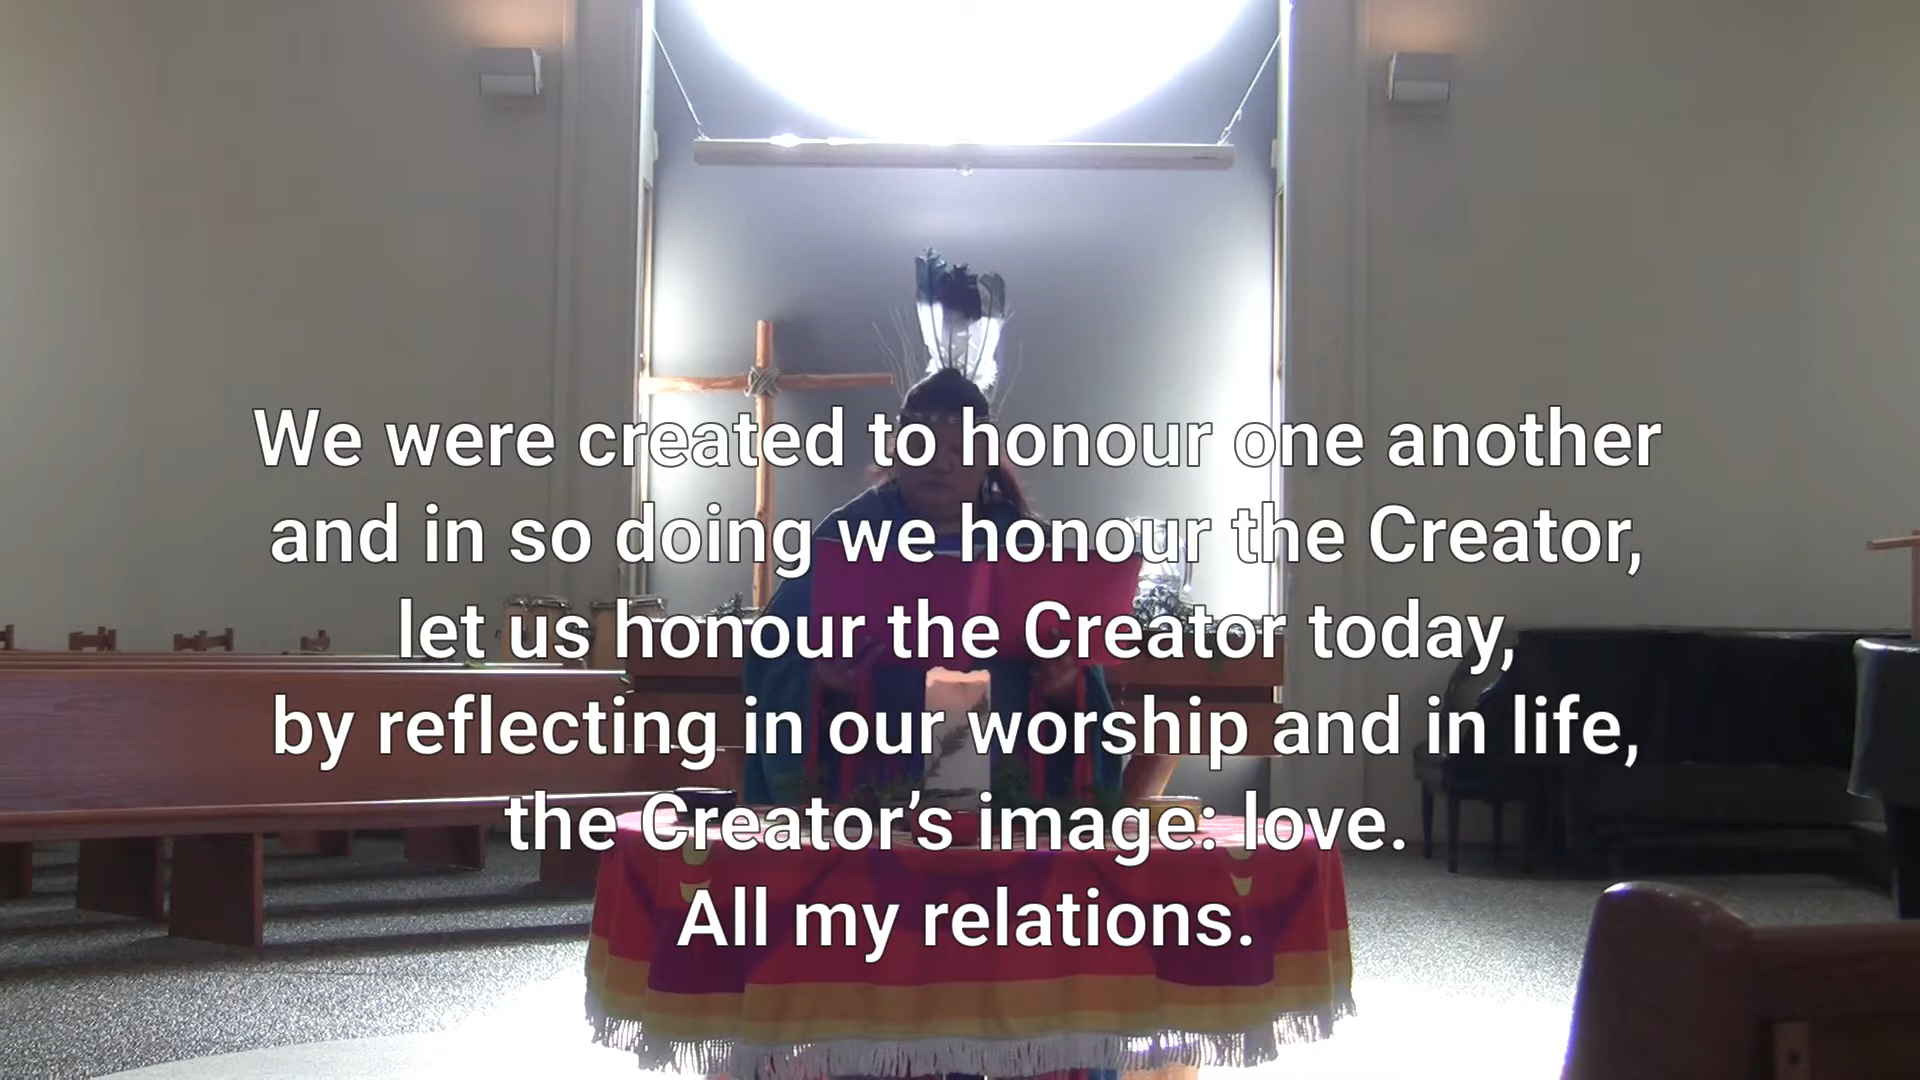 We were created to honour one another
and in so doing we honour the Creator,
let us honour the Creator today,
by reflecting in our worship and in life,
the Creator’s image: love.
All my relations.